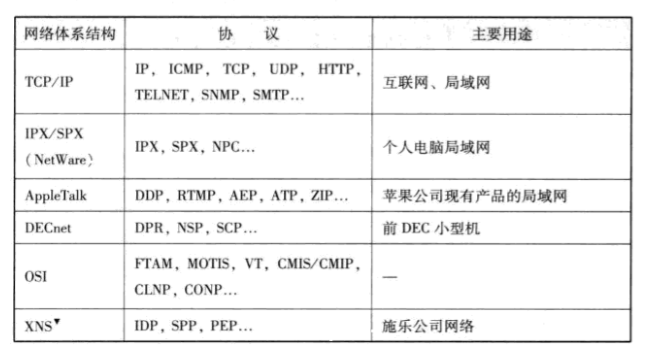 网络体系结构 协 议 主要用途
TCP/IP IP, ICMP, TCP, UDP, HTTP, TELNET, SNMP, SMTP… 互联网、局域网
IPX/SPX (NetWare) IPX, SPX, NPC… 个人电脑局域网
AppleTalk DDP, RTMP, AEP, ATP, ZIP… 苹果公司现有产品的局域网
DECnet DPR, NSP, SCP… 前 DEC 小型机
OSI FTAM, MOTIS, VT, CMIS/CMIP, CLNP, CONP… —
XNS▼ IDP, SPP, PEP… 施乐公司网络